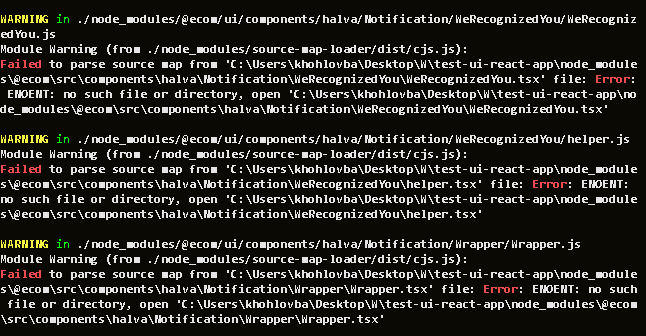 WARNING in ./node_modules/@ecom/ui/components/halva/Notification/WeRecognizedYou/WeRecogniz
edYou.js
Module Warning (from ./node_modules/source-map-loader/dist/cjs.js):
Failed to parse source map from 'C:\Users\khohlovba\Desktop\W\test-ui-react-app\node_module
s\@ecom\src\components\halva\Notification\WeRecognizedYou\WeRecognizedYou.tsx' file: Error:
 ENOENT: no such file or directory, open 'C:\Users\khohlovba\Desktop\W\test-ui-react-app\no
de_modules\@ecom\src\components\halva\Notification\WeRecognizedYou\WeRecognizedYou.tsx'
WARNING in ./node_modules/@ecom/ui/components/halva/Notification/WeRecognizedYou/helper.js
Module Warning (from ./node_modules/source-map-loader/dist/cjs.js):
Failed to parse source map from 'C:\Users\khohlovba\Desktop\W\test-ui-react-app\node_module
s\@ecom\src\components\halva\Notification\WeRecognizedYou\helper.tsx' file: Error: ENOENT:
no such file or directory, open 'C:\Users\khohlovba\Desktop\W\test-ui-react-app\node_module
s\@ecom\src\components\halva\Notification\WeRecognizedYou\helper.tsx'
WARNING in ./node_modules/@ecom/ui/components/halva/Notification/Wrapper/Wrapper.js
Module Warning (from ./node_modules/source-map-loader/dist/cjs.js):
Failed to parse source map from 'C:\Users\khohlovba\Desktop\W\test-ui-react-app\node_module
s\@ecom\src\components\halva\Notification\Wrapper\Wrapper.tsx' file: Error: ENOENT: no such
 file or directory, open 'C:\Users\khohlovba\Desktop\W\test-ui-react-app\node_modules\@ecom
\src\components\halva\Notification\Wrapper\Wrapper.tsx'